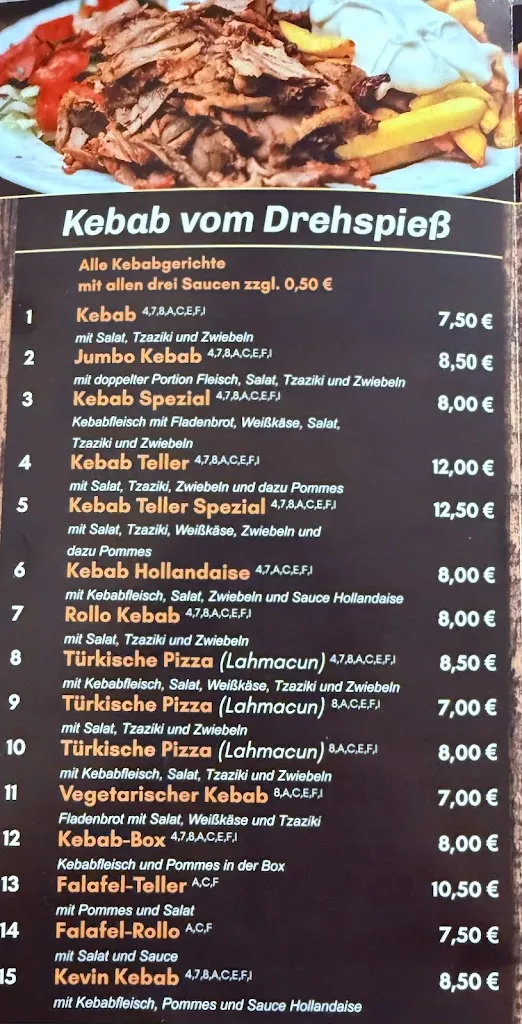 Kebab vom Drehspieß
Alle Kebabgerichte
mit allen drei Saucen zzgl. 0,50 €
1 Kebab 4,7,8,A,C,E,F,I 7,50 €
mit Salat, Tzaziki und Zwiebeln
2 Jumbo Kebab 4,7,8,A,C,E,F,I 8,50 €
mit doppelter Portion Fleisch, Salat, Tzaziki und Zwiebeln
3 Kebab Spezial 4,7,8,A,C,E,F,I 8,00 €
Kebabfleisch mit Fladenbrot, Weißkäse, Salat,
Tzaziki und Zwiebeln
4 Kebab Teller 4,7,8,A,C,E,F,I 12,00 €
mit Salat, Tzaziki, Zwiebeln und dazu Pommes
5 Kebab Teller Spezial 4,7,8,A,C,E,F,I 12,50 €
mit Salat, Tzaziki, Weißkäse, Zwiebeln und
dazu Pommes
6 Kebab Hollandaise 4,7,A,C,E,F,I 8,00 €
mit Kebabfleisch, Salat, Zwiebeln und Sauce Hollandaise
7 Rollo Kebab 4,7,8,A,C,E,F,I 8,00 €
mit Salat, Tzaziki und Zwiebeln
8 Türkische Pizza (Lahmacun) 4,7,8,A,C,E,F,I 8,50 €
mit Kebabfleisch, Salat, Weißkäse, Tzaziki und Zwiebeln
9 Türkische Pizza (Lahmacun) 8,A,C,E,F,I 7,00 €
mit Salat, Tzaziki und Zwiebeln
10 Türkische Pizza (Lahmacun) 8,A,C,E,F,I 8,00 €
mit Kebabfleisch, Salat, Tzaziki und Zwiebeln
11 Vegetarischer Kebab 8,A,C,E,F,I 7,00 €
Fladenbrot mit Salat, Weißkäse und Tzaziki
12 Kebab-Box 4,7,8,A,C,E,F,I 8,00 €
Kebabfleisch und Pommes in der Box
13 Falafel-Teller A,C,F 10,50 €
mit Pommes und Salat
14 Falafel-Rollo A,C,F 7,50 €
mit Salat und Sauce
15 Kevin Kebab 4,7,8,A,C,E,F,I 8,50 €
mit Kebabfleisch, Pommes und Sauce Hollandaise